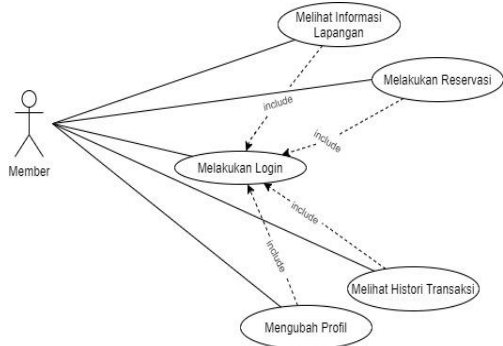 Melihat Informasi
Lapangan
Melakukan Reservasi
include
include
Member
Melakukan Login
include
include
Melihat Histori Transaksi
Mengubah Profil